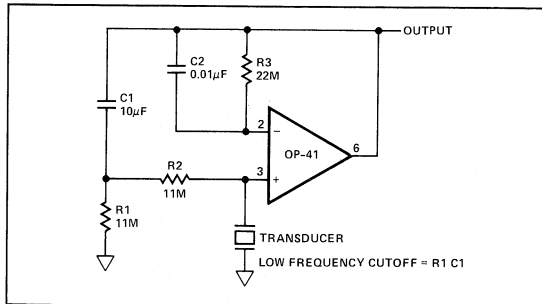 OUTPUT
C2
0.01μF
R3
22M
C1
10μF
2
−
OP-41
6
R2
11M
3
+
R1
11M
TRANSDUCER
LOW FREQUENCY CUTOFF = R1 C1